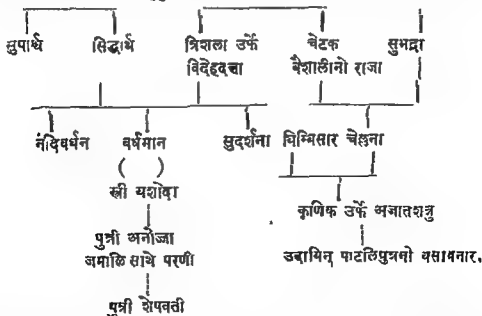 सुपार्श्व सिद्धार्थ त्रिशला उर्फे चेटक सुभद्रा
विदेहदत्ता वैशालीनो राजा
नंदिवर्धन वर्धमान सुदर्शना बिम्बिसार चेल्लना
( )
स्त्री यशोदा
कूणिक उर्फे अजातशत्रु
पुत्री अनोज्जा
जमालि साथे परणी
उदायिन् पाटलिपुत्रनो वसावनार.
पुत्री शेपवती